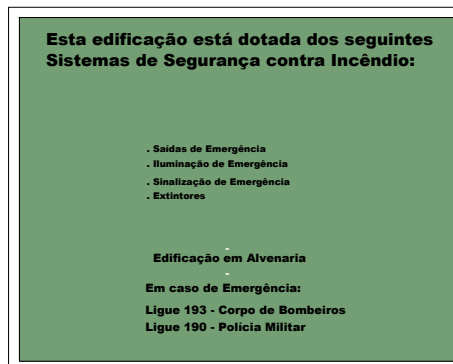 Esta edificação está dotada dos seguintes
Sistemas de Segurança contra Incêndio:
. Saídas de Emergência
. Iluminação de Emergência
. Sinalização de Emergência
. Extintores
-
Edificação em Alvenaria
-
Em caso de Emergência:
Ligue 193 - Corpo de Bombeiros
Ligue 190 - Polícia Militar